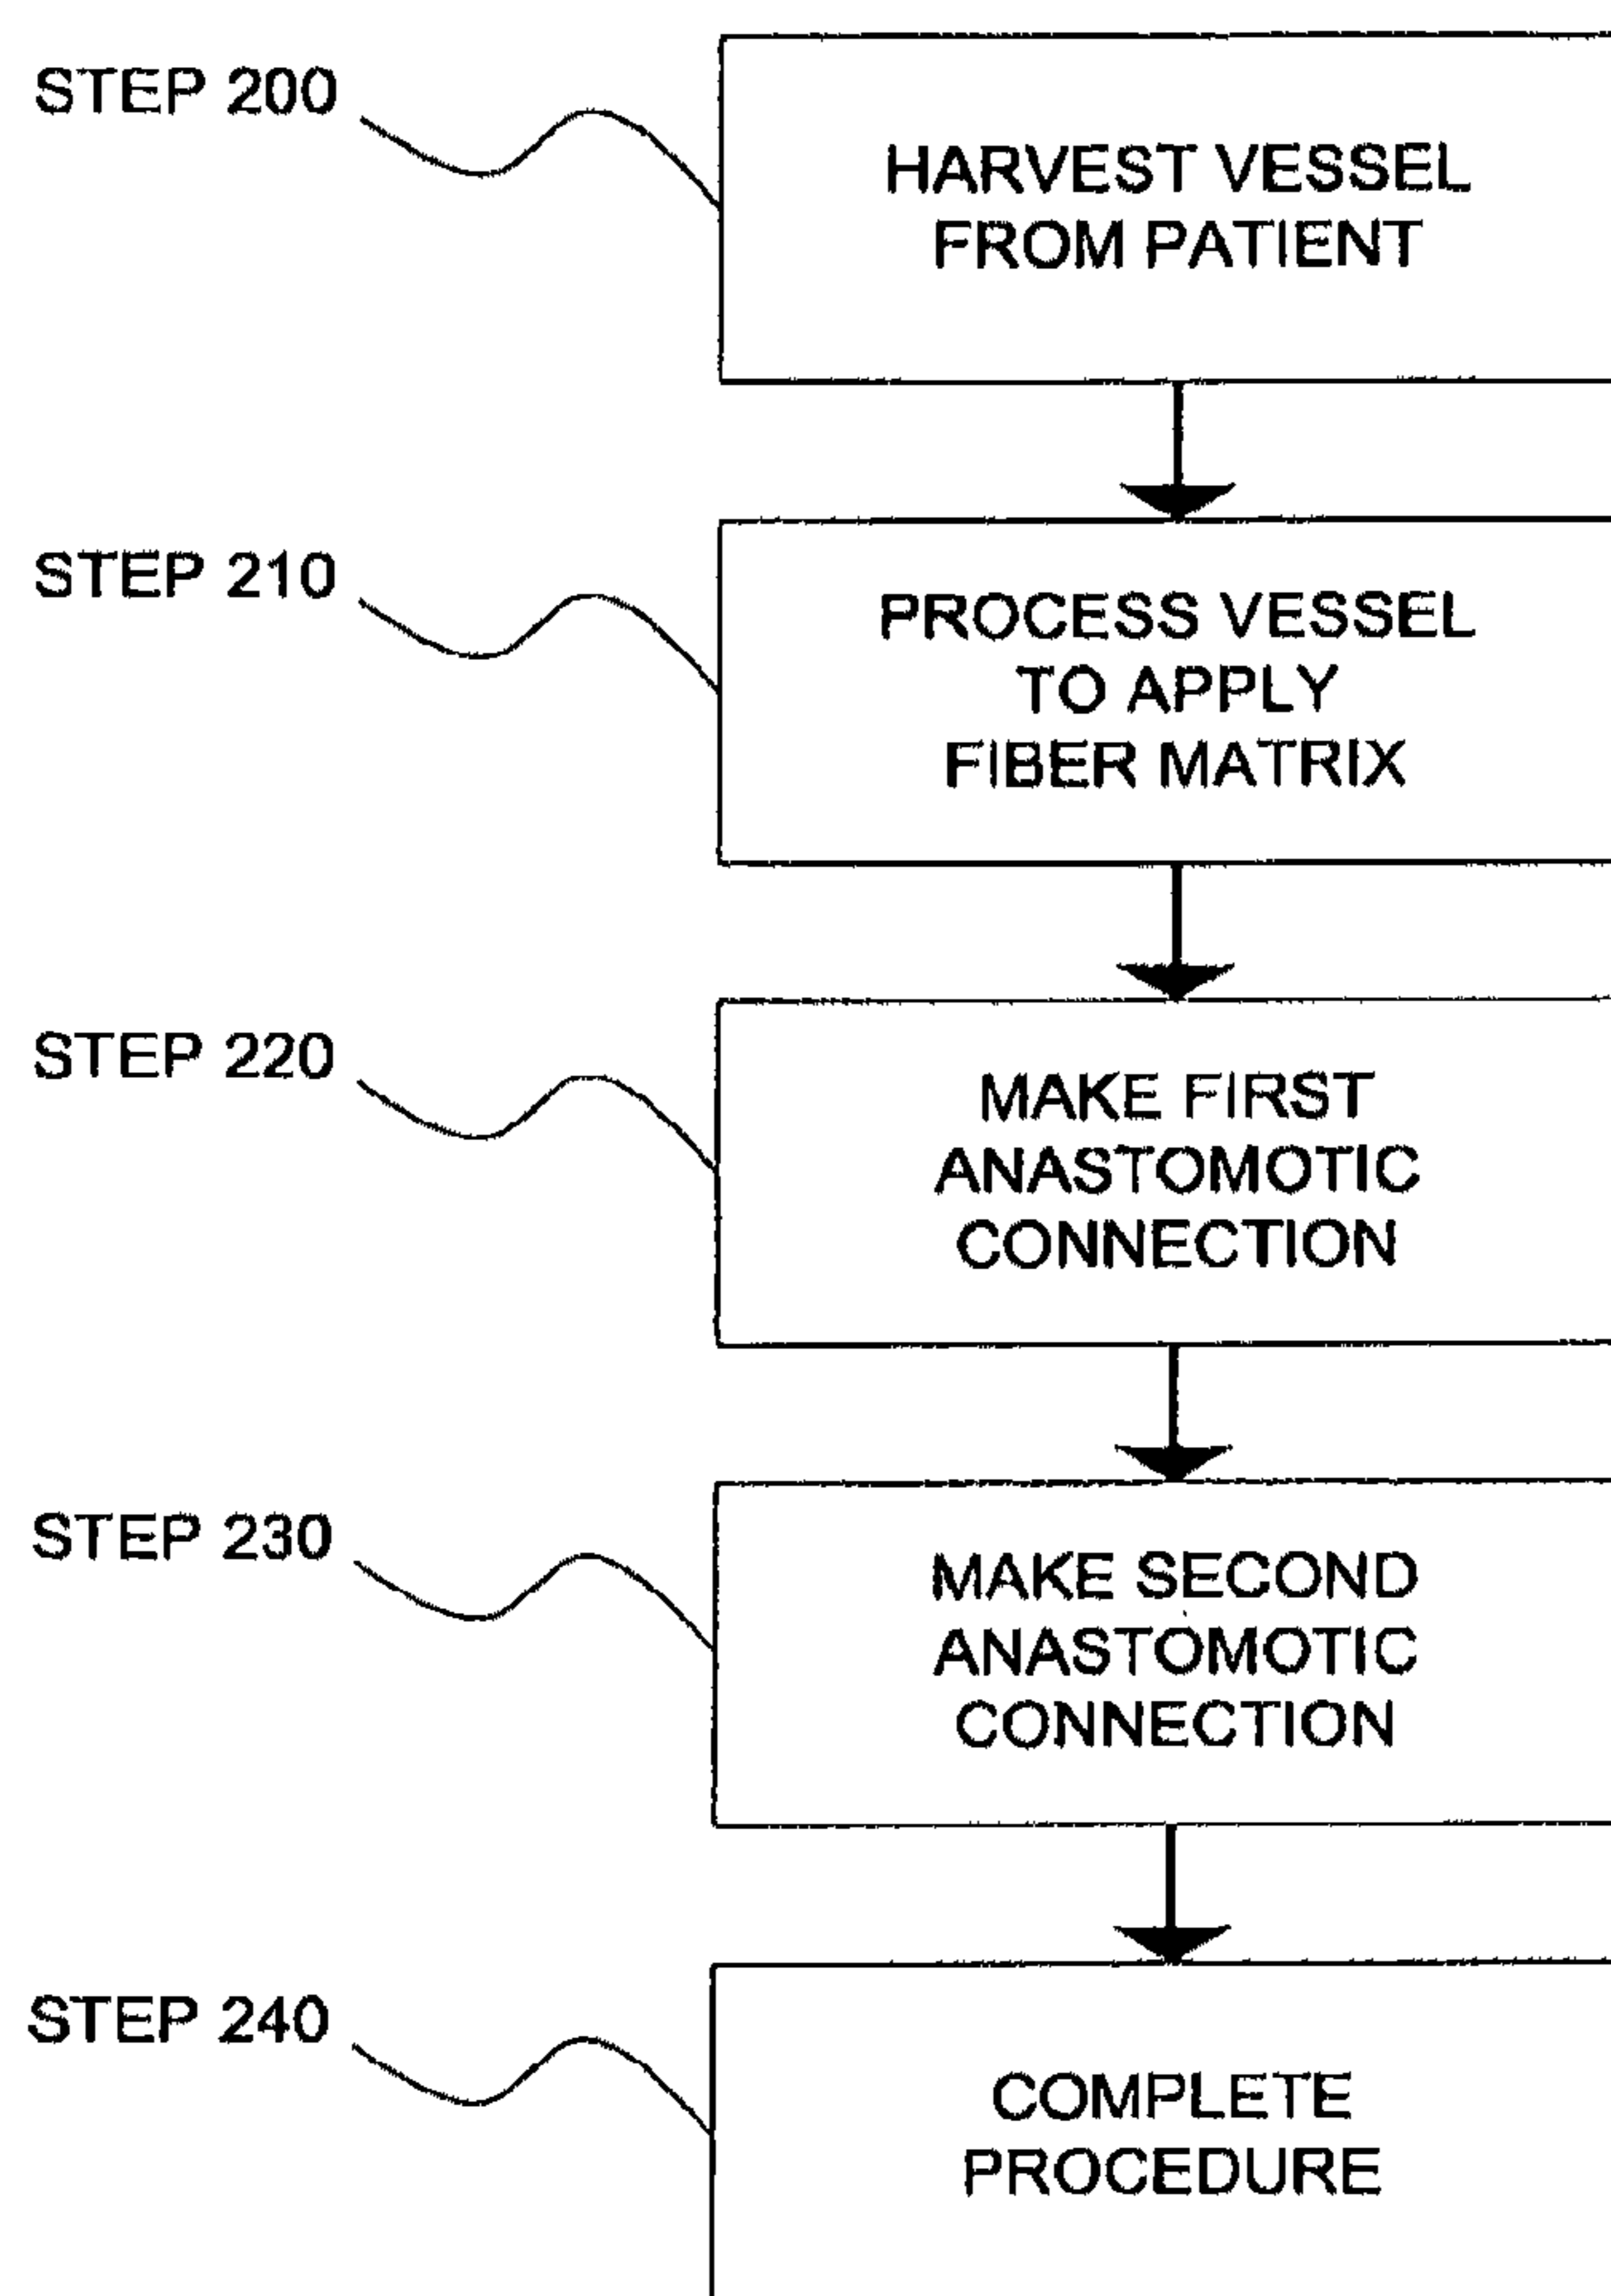 STEP 200
HARVEST VESSEL
FROM PATIENT
STEP 210
PROCESS VESSEL
TO APPLY
FIBER MATRIX
STEP 220
MAKE FIRST
ANASTOMOTIC
CONNECTION
STEP 230
MAKE SECOND
ANASTOMOTIC
CONNECTION
STEP 240
COMPLETE
PROCEDURE